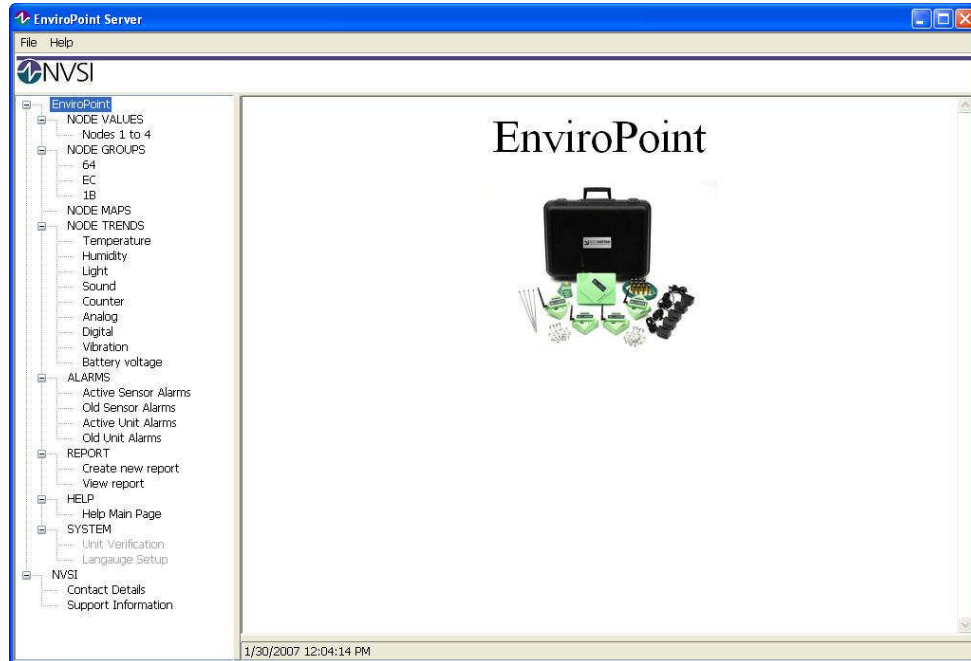 EnviroPoint Server
File Help
NVSI
EnviroPoint
NODE VALUES
Nodes 1 to 4
NODE GROUPS
64
EC
1B
NODE MAPS
NODE TRENDS
Temperature
Humidity
Light
Sound
Counter
Analog
Digital
Vibration
Battery voltage
ALARMS
Active Sensor Alarms
Old Sensor Alarms
Active Unit Alarms
Old Unit Alarms
REPORT
Create new report
View report
HELP
Help Main Page
SYSTEM
Unit Verification
Langauge Setup
NVSI
Contact Details
Support Information
EnviroPoint
1/30/2007 12:04:14 PM